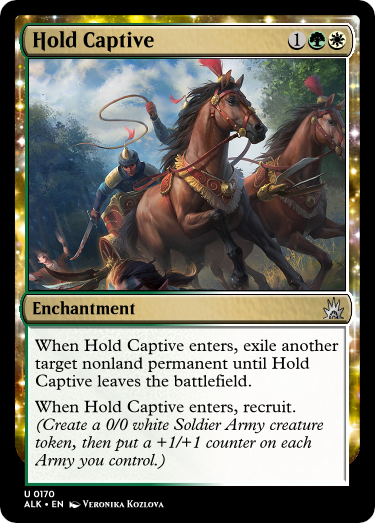 Hold Captive 1
Enchantment
When Hold Captive enters, exile another
target nonland permanent until Hold
Captive leaves the battlefield.
When Hold Captive enters, recruit.
(Create a 0/0 white Soldier Army creature
token, then put a +1/+1 counter on each
Army you control.)
U 0170
ALK • EN Veronika Kozlova